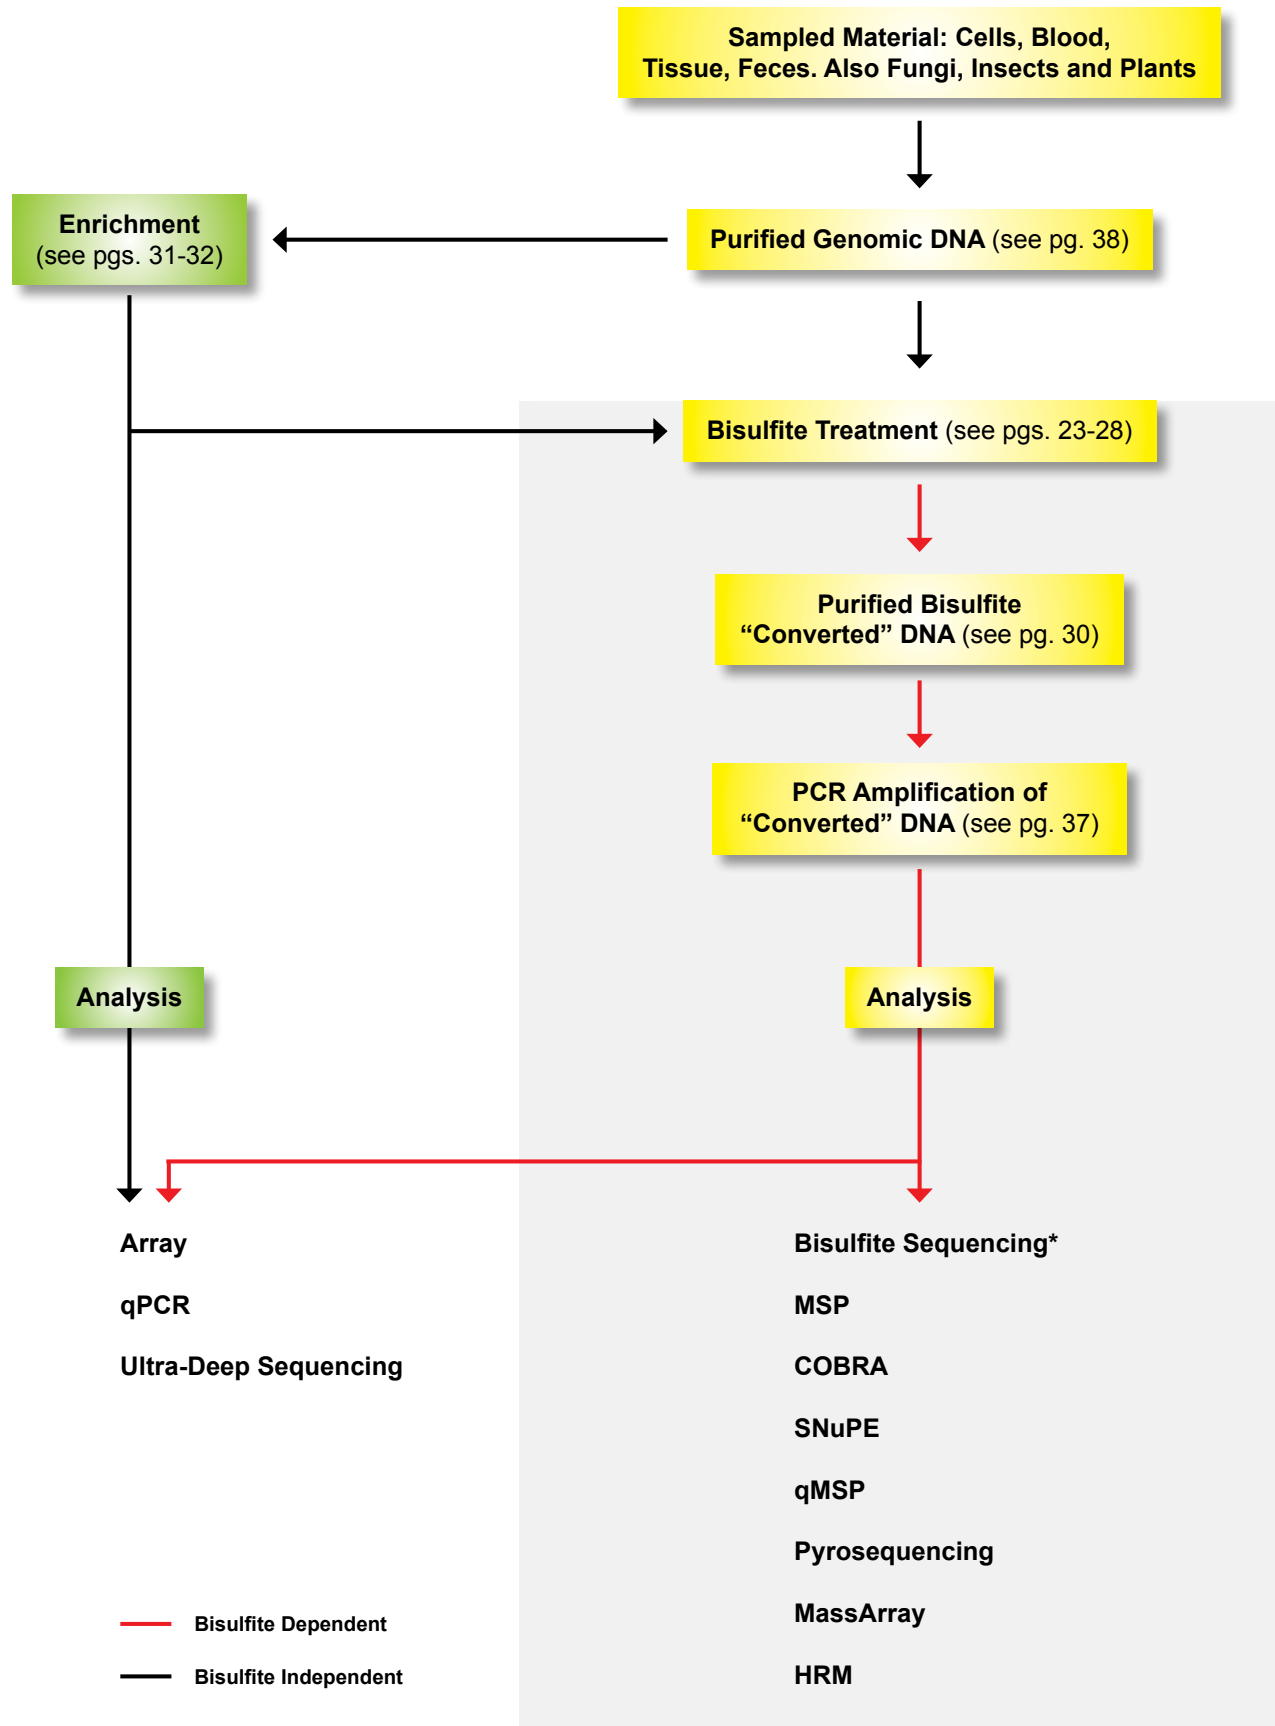 Sampled Material: Cells, Blood,
Tissue, Feces. Also Fungi, Insects and Plants
Enrichment
(see pgs. 31-32)
Purified Genomic DNA (see pg. 38)
Bisulfite Treatment (see pgs. 23-28)
Purified Bisulfite
“Converted” DNA (see pg. 30)
PCR Amplification of
“Converted” DNA (see pg. 37)
Analysis
Analysis
Array
qPCR
Ultra-Deep Sequencing
Bisulfite Sequencing*
MSP
COBRA
SNuPE
qMSP
Pyrosequencing
MassArray
HRM
Bisulfite Dependent
Bisulfite Independent